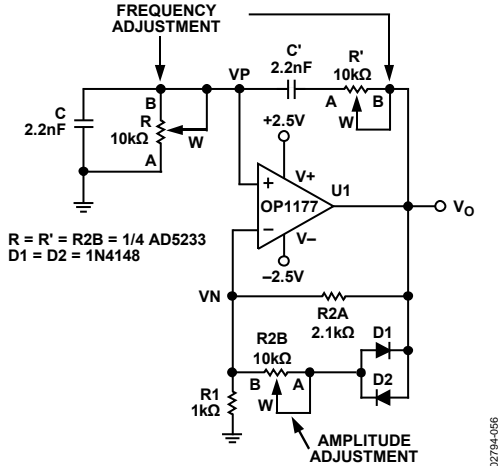 FREQUENCY
ADJUSTMENT
C'
2.2nF
R'
10kΩ
VP
A
B
W
C
2.2nF
B
R
10kΩ
A
W
+2.5V
V+
U1
+
OP1177
–
V–
–2.5V
VO
R = R' = R2B = 1/4 AD5233
D1 = D2 = 1N4148
VN
R2A
2.1kΩ
R2B
10kΩ
B
A
W
D1
D2
R1
1kΩ
AMPLITUDE
ADJUSTMENT
02794-056